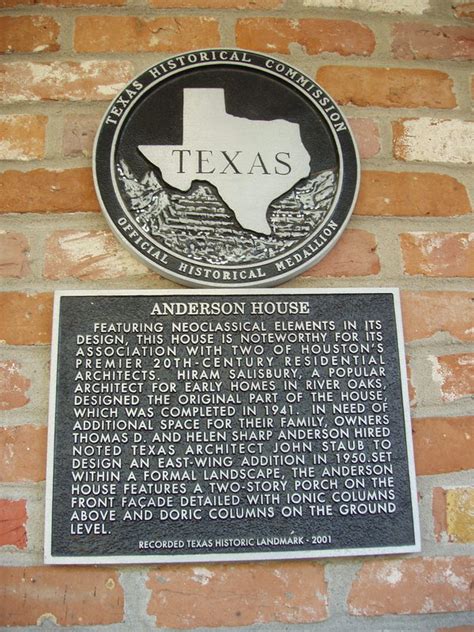 TEXAS HISTORICAL COMMISSION
TEXAS
OFFICIAL HISTORICAL MEDALLION
ANDERSON HOUSE
FEATURING NEOCLASSICAL ELEMENTS IN ITS
DESIGN, THIS HOUSE IS NOTEWORTHY FOR ITS
ASSOCIATION WITH TWO OF HOUSTON'S
PREMIER 20TH-CENTURY RESIDENTIAL
ARCHITECTS. HIRAM SALISBURY, A POPULAR
ARCHITECT FOR EARLY HOMES IN RIVER OAKS,
DESIGNED THE ORIGINAL PART OF THE HOUSE,
WHICH WAS COMPLETED IN 1941. IN NEED OF
ADDITIONAL SPACE FOR THEIR FAMILY, OWNERS
THOMAS D. AND HELEN SHARP ANDERSON HIRED
NOTED TEXAS ARCHITECT JOHN STAUB TO
DESIGN AN EAST-WING ADDITION IN 1950. SET
WITHIN A FORMAL LANDSCAPE, THE ANDERSON
HOUSE FEATURES A TWO-STORY PORCH ON THE
FRONT FAÇADE DETAILED WITH IONIC COLUMNS
ABOVE AND DORIC COLUMNS ON THE GROUND
LEVEL.
RECORDED TEXAS HISTORIC LANDMARK - 2001